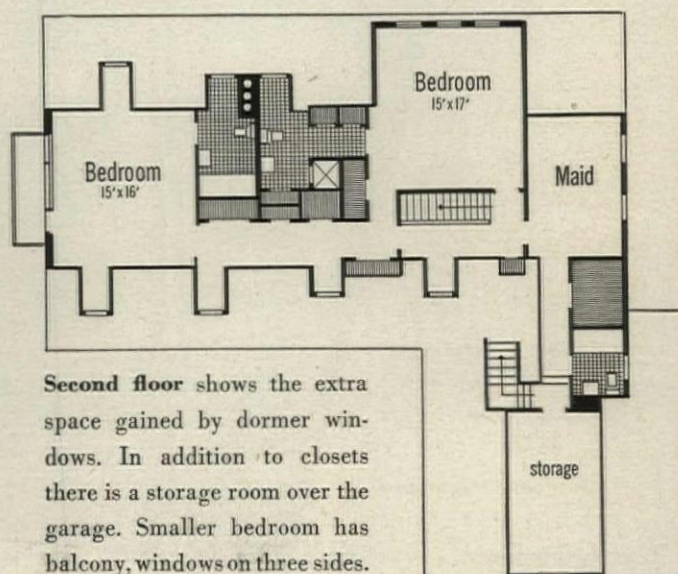 Bedroom
15'x17'
Bedroom
15'x16'
Maid
storage
Second floor shows the extra
space gained by dormer win-
dows. In addition to closets
there is a storage room over the
garage. Smaller bedroom has
balcony, windows on three sides.